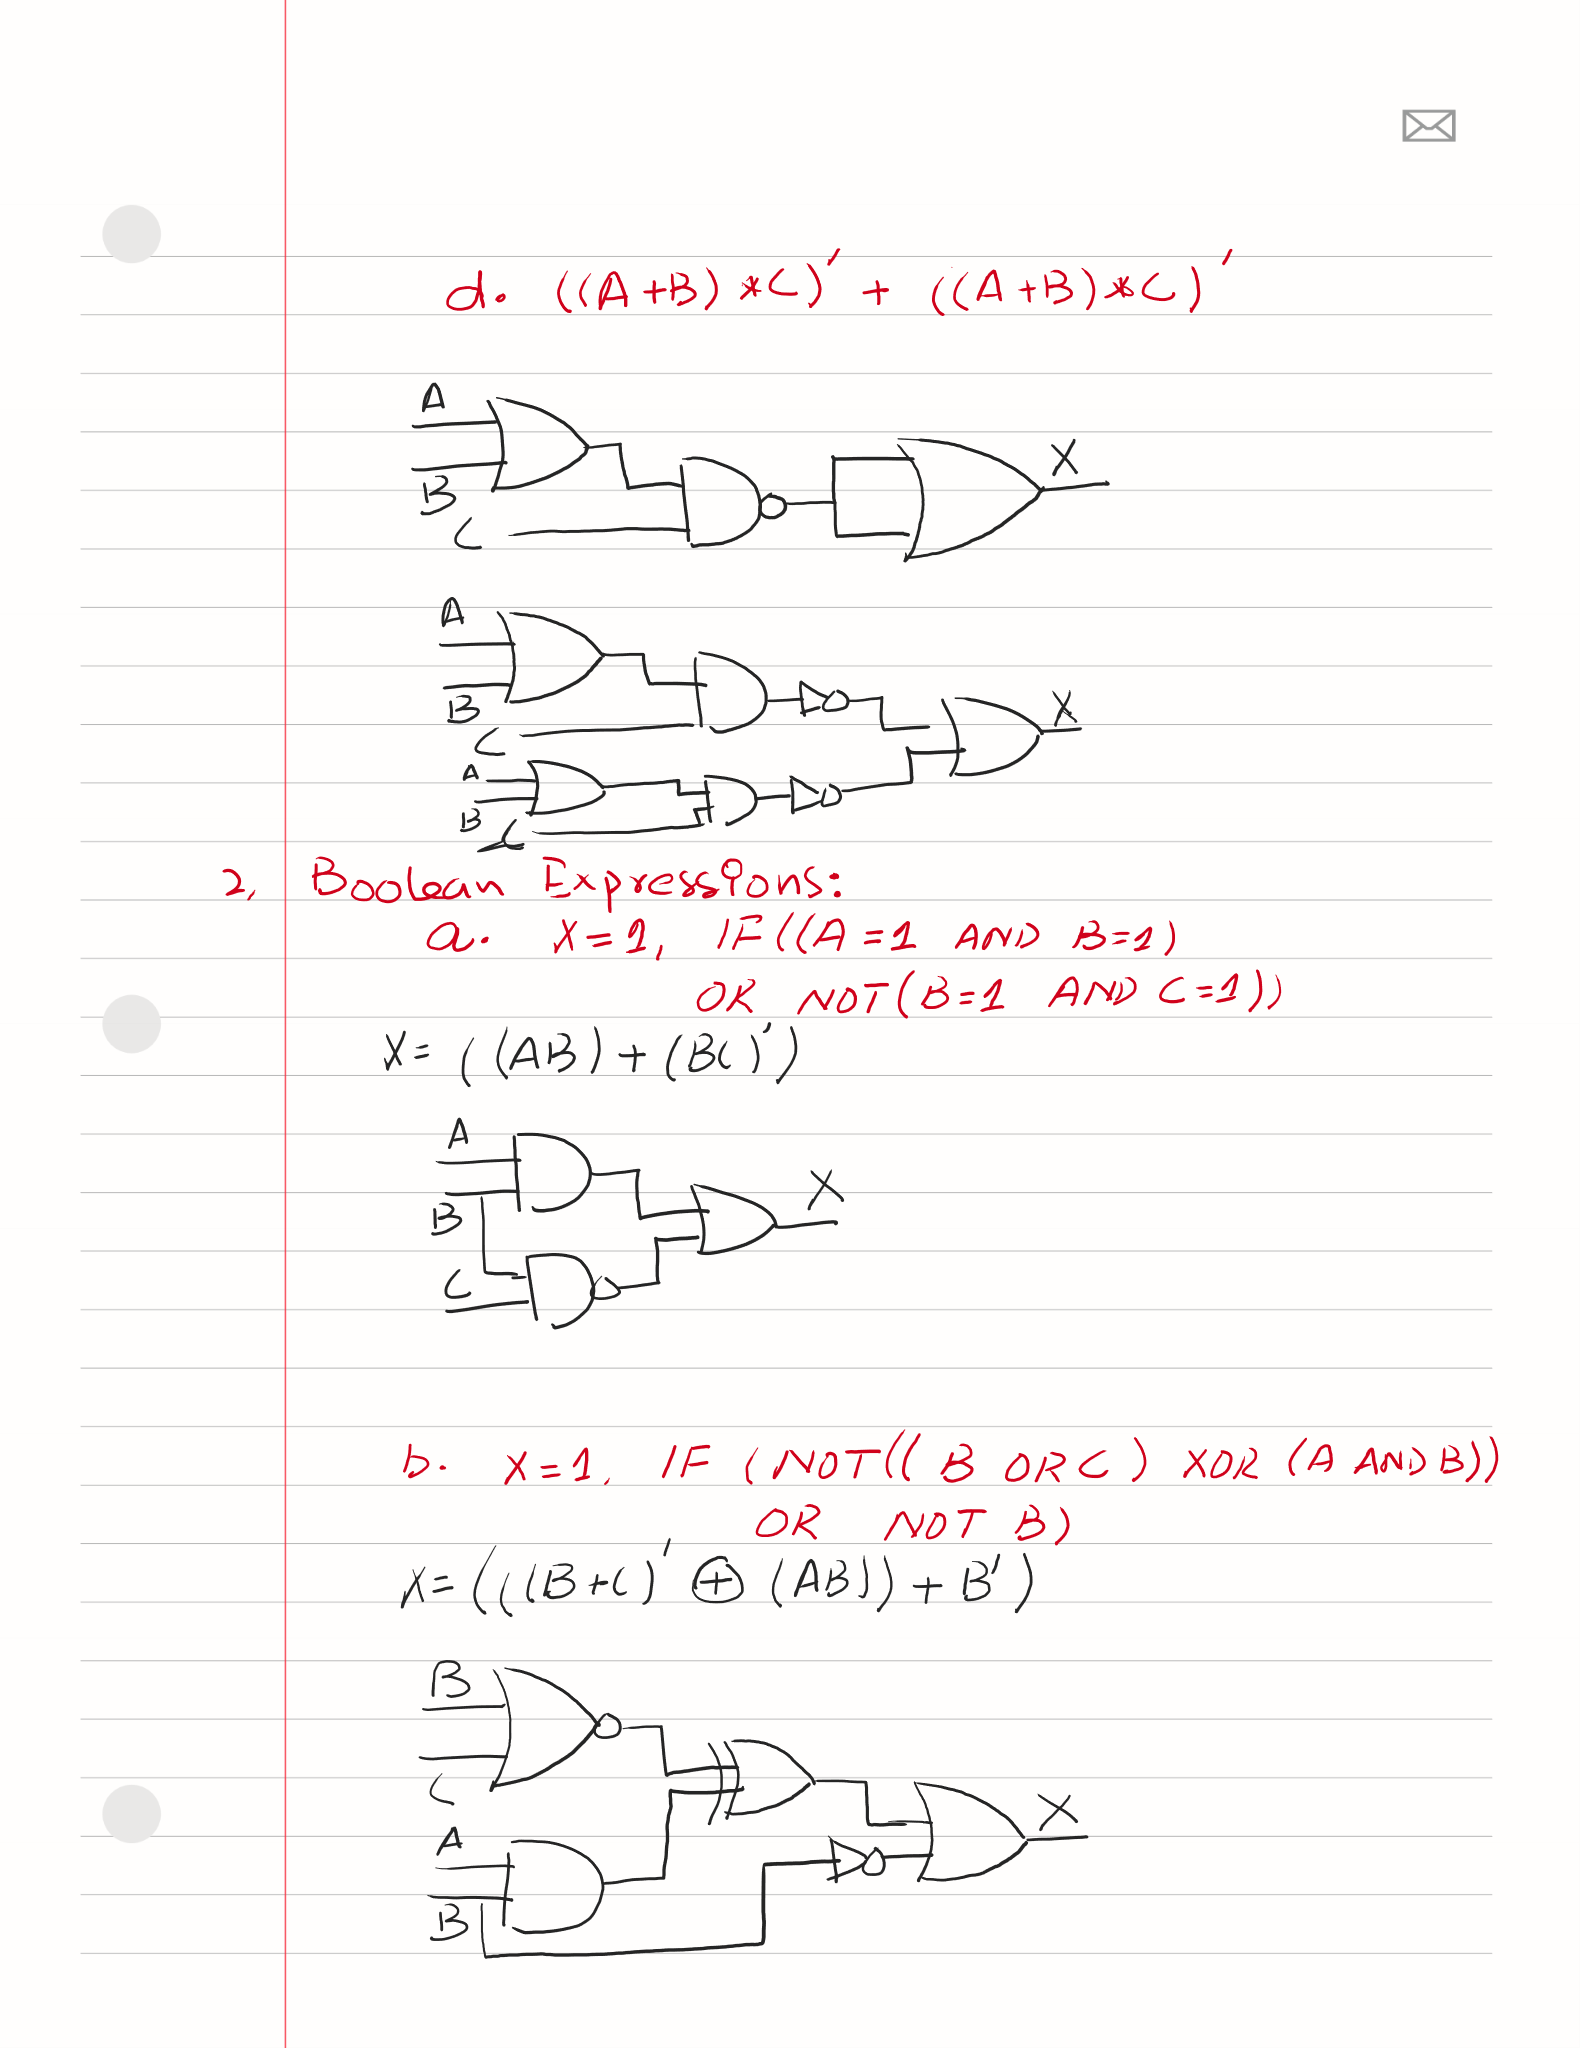 d. ((A+B)*C)' + ((A+B)*C)'
A
X
B
C
A
X
B
C
A
B
C
2. Boolean Expressions:
a. X=1, IF((A=1 AND B=1)
OR NOT(B=1 AND C=1))
X= ((AB)+(BC)')
A
X
B
C
b. X=1, IF (NOT((B OR C) XOR (A AND B))
OR NOT B)
X=(((B+C)' ⊕ (AB))+B')
B
C
X
A
B